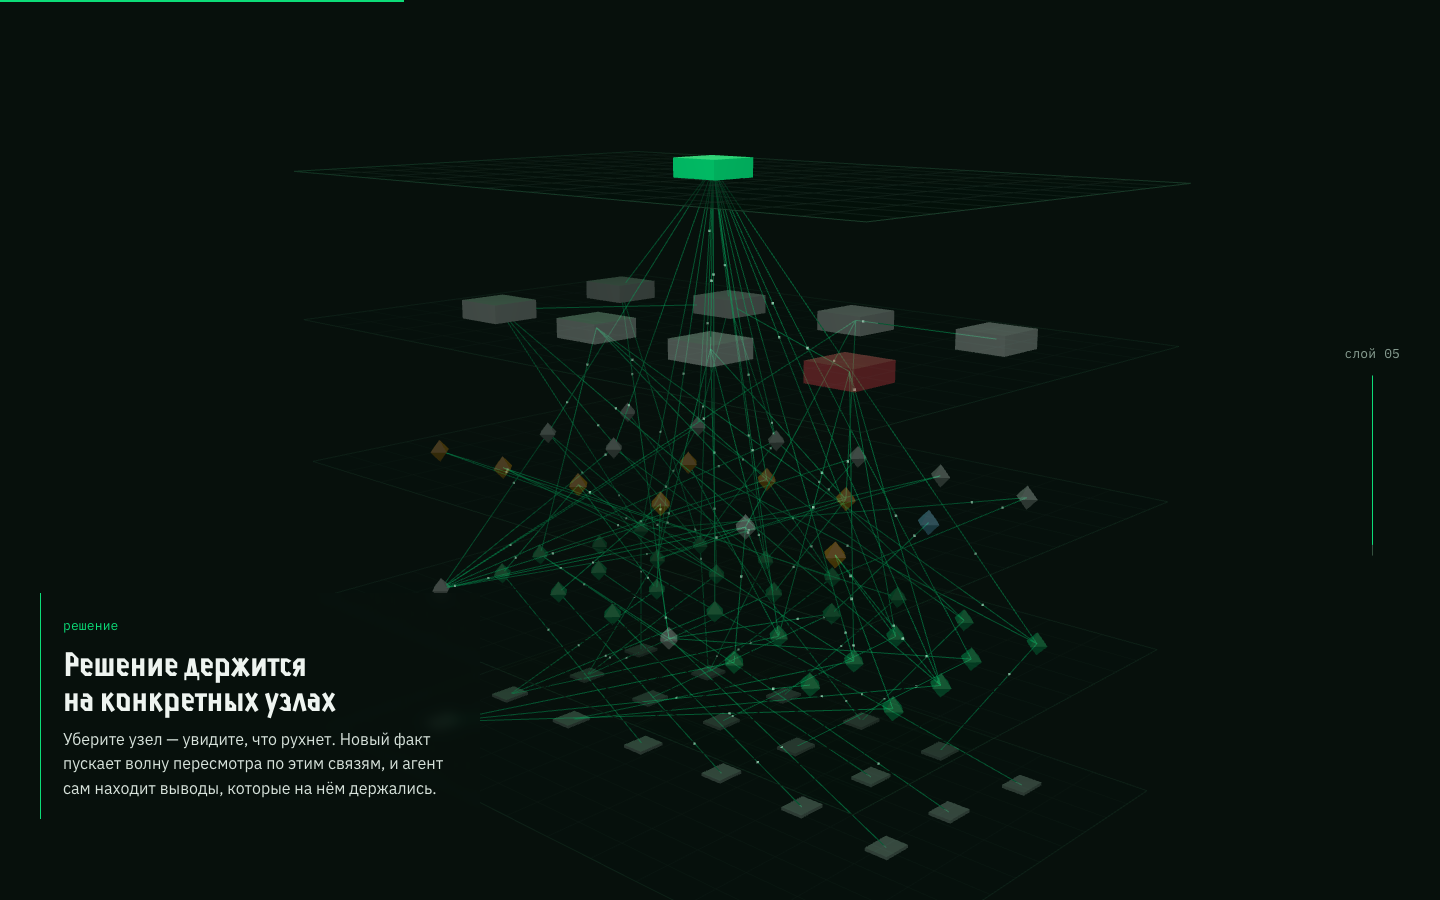 слой 05
решение
Решение держится
на конкретных узлах
Уберите узел — увидите, что рухнет. Новый факт
пускает волну пересмотра по этим связям, и агент
сам находит выводы, которые на нём держались.